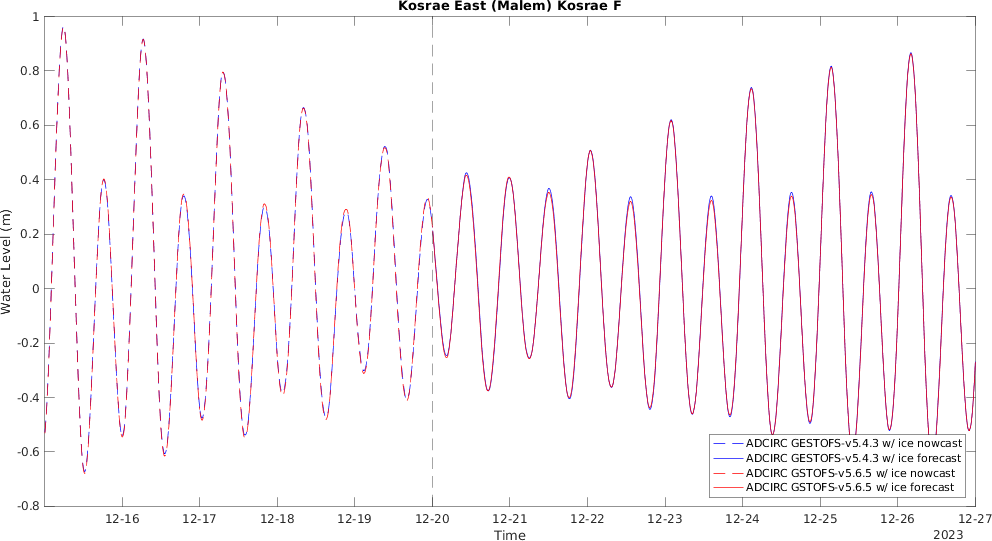 Kosrae East (Malem) Kosrae F
1
0.8
0.6
0.4
0.2
0
-0.2
-0.4
-0.6
-0.8
Water Level (m)
ADCIRC GESTOFS-v5.4.3 w/ ice nowcast
ADCIRC GESTOFS-v5.4.3 w/ ice forecast
ADCIRC GSTOFS-v5.6.5 w/ ice nowcast
ADCIRC GSTOFS-v5.6.5 w/ ice forecast
12-16 12-17 12-18 12-19 12-20 12-21 12-22 12-23 12-24 12-25 12-26 12-27
Time
2023